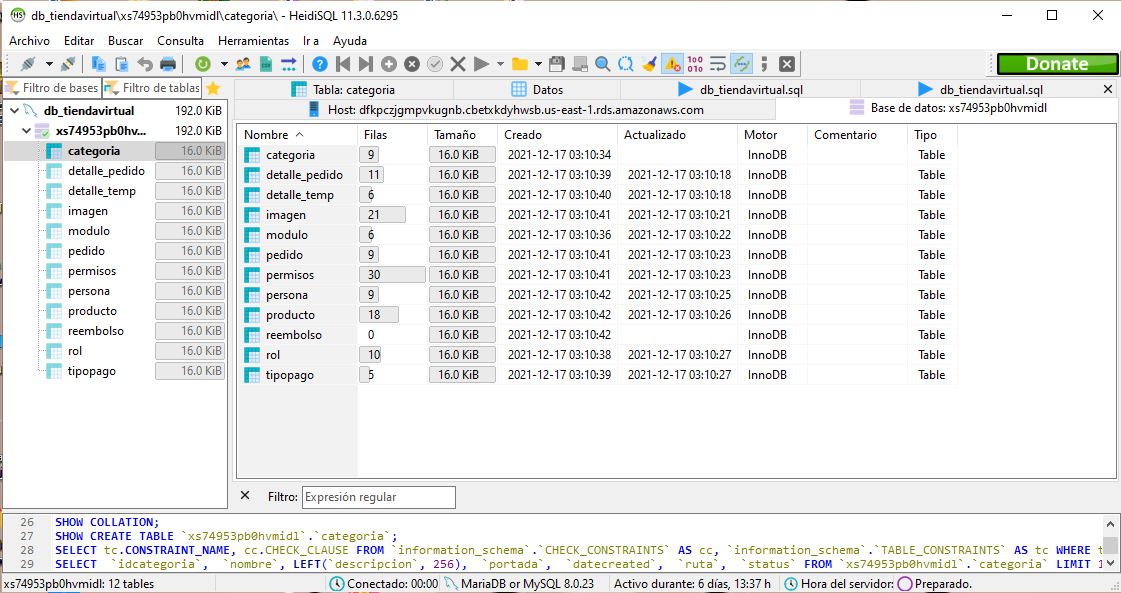 db_tiendavirtual\xs74953pb0hvmidl\categoria\ - HeidiSQL 11.3.0.6295
Archivo Editar Buscar Consulta Herramientas Ir a Ayuda
Donate
Filtro de bases Filtro de tablas
Tabla: categoria Datos db_tiendavirtual.sql db_tiendavirtual.sql
Host: dfkpczjgmpvkugnb.cbetxkdyhwsb.us-east-1.rds.amazonaws.com Base de datos: xs74953pb0hvmidl
db_tiendavirtual 192.0 KiB
xs74953pb0hv... 192.0 KiB
categoria 16.0 KiB
detalle_pedido 16.0 KiB
detalle_temp 16.0 KiB
imagen 16.0 KiB
modulo 16.0 KiB
pedido 16.0 KiB
permisos 16.0 KiB
persona 16.0 KiB
producto 16.0 KiB
reembolso 16.0 KiB
rol 16.0 KiB
tipopago 16.0 KiB
Nombre Filas Tamaño Creado Actualizado Motor Comentario Tipo
categoria 9 16.0 KiB 2021-12-17 03:10:34 InnoDB Table
detalle_pedido 11 16.0 KiB 2021-12-17 03:10:39 2021-12-17 03:10:18 InnoDB Table
detalle_temp 6 16.0 KiB 2021-12-17 03:10:40 2021-12-17 03:10:18 InnoDB Table
imagen 21 16.0 KiB 2021-12-17 03:10:41 2021-12-17 03:10:21 InnoDB Table
modulo 6 16.0 KiB 2021-12-17 03:10:36 2021-12-17 03:10:22 InnoDB Table
pedido 9 16.0 KiB 2021-12-17 03:10:41 2021-12-17 03:10:23 InnoDB Table
permisos 30 16.0 KiB 2021-12-17 03:10:41 2021-12-17 03:10:23 InnoDB Table
persona 9 16.0 KiB 2021-12-17 03:10:42 2021-12-17 03:10:25 InnoDB Table
producto 18 16.0 KiB 2021-12-17 03:10:42 2021-12-17 03:10:26 InnoDB Table
reembolso 0 16.0 KiB 2021-12-17 03:10:42 InnoDB Table
rol 10 16.0 KiB 2021-12-17 03:10:38 2021-12-17 03:10:27 InnoDB Table
tipopago 5 16.0 KiB 2021-12-17 03:10:39 2021-12-17 03:10:27 InnoDB Table
Filtro: Expresión regular
26 SHOW COLLATION;
27 SHOW CREATE TABLE `xs74953pb0hvmidl`.`categoria`;
28 SELECT tc.CONSTRAINT_NAME, cc.CHECK_CLAUSE FROM `information_schema`.`CHECK_CONSTRAINTS` AS cc, `information_schema`.`TABLE_CONSTRAINTS` AS tc WHERE t
29 SELECT `idcategoria`, `nombre`, LEFT(`descripcion`, 256), `portada`, `datecreated`, `ruta`, `status` FROM `xs74953pb0hvmidl`.`categoria` LIMIT 1
xs74953pb0hvmidl: 12 tables Conectado: 00:00 MariaDB or MySQL 8.0.23 Activo durante: 6 días, 13:37 h Hora del servidor: Preparado.